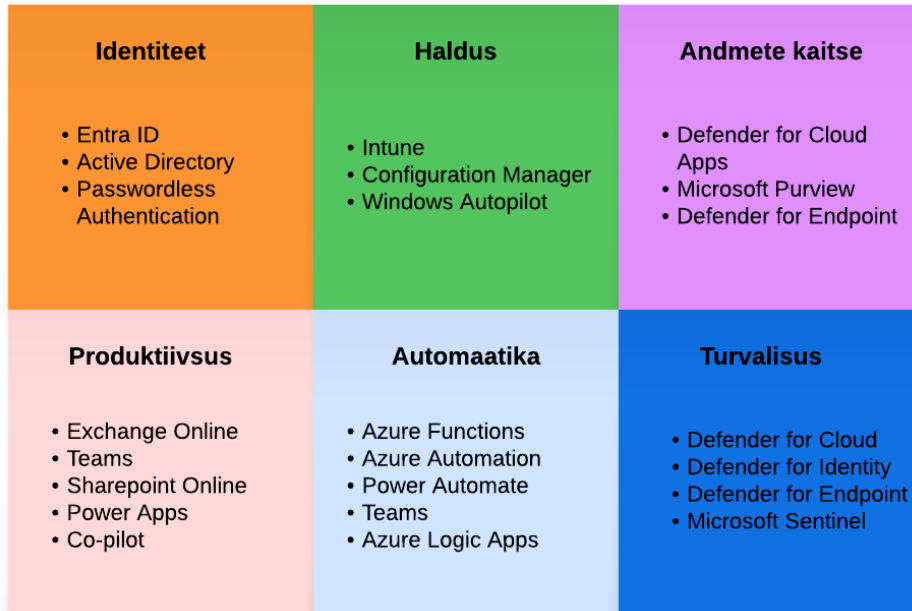 Identiteet
• Entra ID
• Active Directory
• Passwordless
Authentication
Haldus
• Intune
• Configuration Manager
• Windows Autopilot
Andmete kaitse
• Defender for Cloud
Apps
• Microsoft Purview
• Defender for Endpoint
Produktiivsus
• Exchange Online
• Teams
• Sharepoint Online
• Power Apps
• Co-pilot
Automaatika
• Azure Functions
• Azure Automation
• Power Automate
• Teams
• Azure Logic Apps
Turvalisus
• Defender for Cloud
• Defender for Identity
• Defender for Endpoint
• Microsoft Sentinel